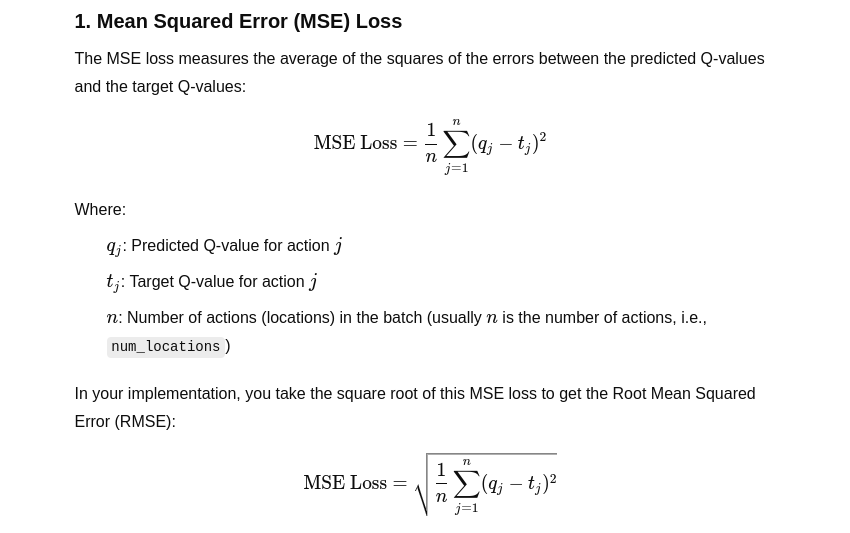 1. Mean Squared Error (MSE) Loss
The MSE loss measures the average of the squares of the errors between the predicted Q-values
and the target Q-values:
MSE Loss = \frac{1}{n} \sum_{j=1}^{n} (q_j − t_j)^2
Where:
q_j: Predicted Q-value for action j
t_j: Target Q-value for action j
n: Number of actions (locations) in the batch (usually n is the number of actions, i.e.,
num_locations )
In your implementation, you take the square root of this MSE loss to get the Root Mean Squared
Error (RMSE):
MSE Loss = \sqrt{\frac{1}{n} \sum_{j=1}^{n} (q_j − t_j)^2}